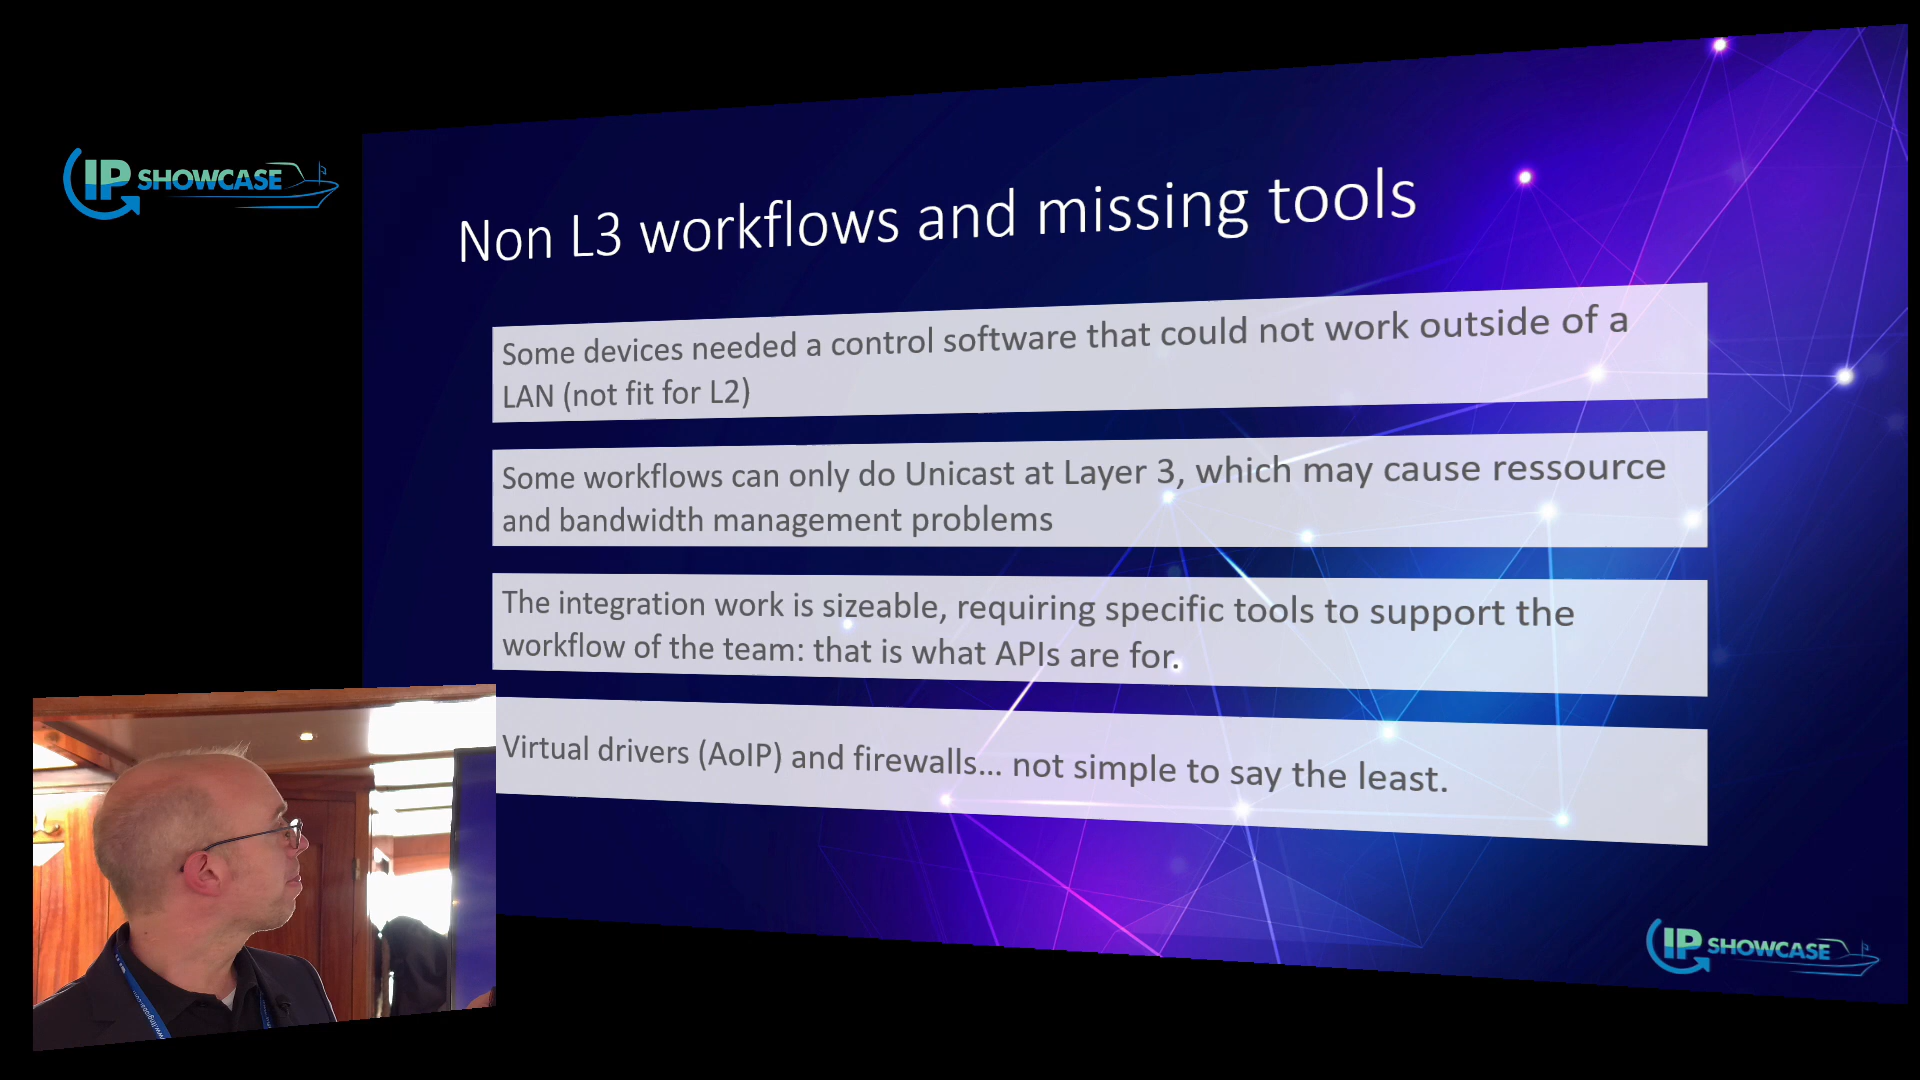 IP SHOWCASE
Non L3 workflows and missing tools
Some devices needed a control software that could not work outside of a
LAN (not fit for L2)
Some workflows can only do Unicast at Layer 3, which may cause ressource
and bandwidth management problems
The integration work is sizeable, requiring specific tools to support the
workflow of the team: that is what APIs are for.
Virtual drivers (AoIP) and firewalls... not simple to say the least.
IP SHOWCASE